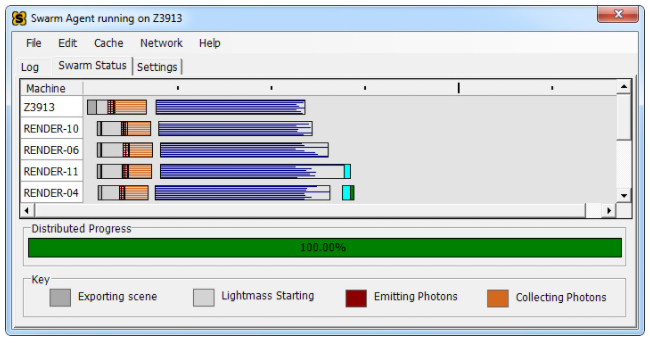 Swarm Agent running on Z3913
File Edit Cache Network Help
Log Swarm Status Settings
Machine
Z3913
RENDER-10
RENDER-06
RENDER-11
RENDER-04
Distributed Progress
100.00%
Key
Exporting scene Lightmass Starting Emitting Photons Collecting Photons